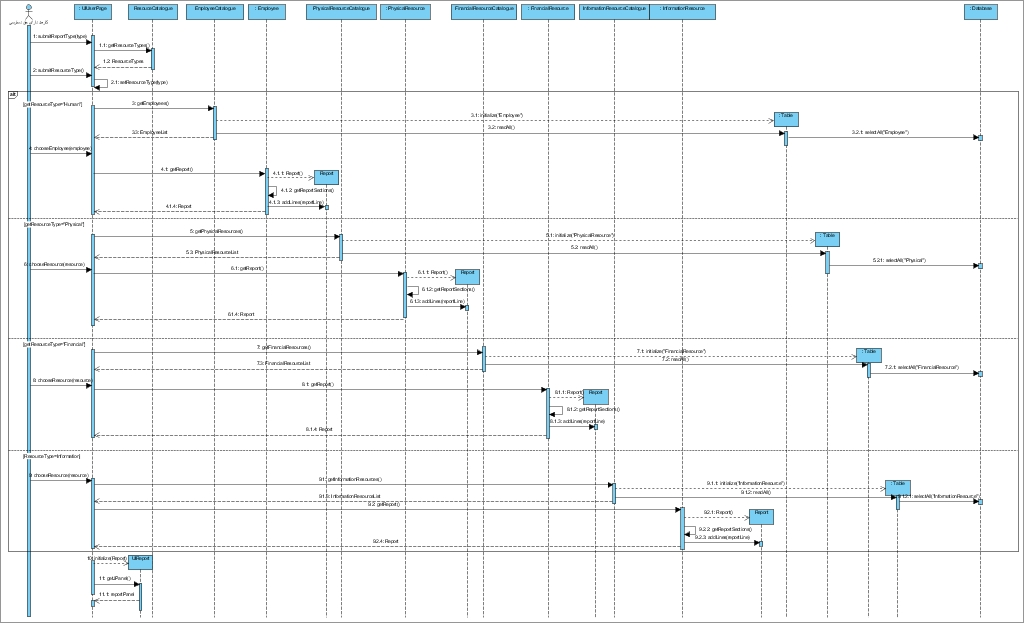 : UIUserPage
ResourceCatalogue
EmployeeCatalogue
: Employee
PhysicalResourceCatalogue
: PhysicalResource
FinancialResourceCatalogue
: FinancialResource
InformationResourceCatalogue
: InformationResource
: Database
1: submitReportType(type)
1.1: getResourceTypes()
1.2: ResourceTypes
2: submitResourceType()
2.1: setResourceType(type)
alt
[getResourceType="Human"]
3: getEmployees()
3.1: initialize("Employee")
: Table
3.2: readAll()
3.2.1: selectAll("Employee")
3.3: EmployeeList
4: chooseEmployee(employee)
4.1: getReport()
4.1.1: Report()
Report
4.1.2: getReportSections()
4.1.3: addLines(reportLine)
4.1.4: Report
[getResourceType="Physical"]
5: getPhysicalResources()
5.1: initialize("PhysicalResource")
: Table
5.2: readAll()
5.2.1: selectAll("Physical")
5.3: PhysicalResourceList
6: chooseResource(resource)
6.1: getReport()
6.1.1: Report()
Report
6.1.2: getReportSections()
6.1.3: addLines(reportLine)
6.1.4: Report
[getResourceType="Financial"]
7: getFinancialResources()
7.1: initialize("FinancialResource")
: Table
7.2: readAll()
7.2.1: selectAll("FinancialResource")
7.3: FinancialResourceList
8: chooseResource(resource)
8.1: getReport()
8.1.1: Report()
Report
8.1.2: getReportSections()
8.1.3: addLines(reportLine)
8.1.4: Report
[ResourceType=Information]
9: chooseResource(resource)
9.1: getInformationResources()
9.1.1: initialize("InformationResource")
: Table
9.1.2: readAll()
9.1.2.1: selectAll("InformationResource")
9.1.3: InformationResourceList
9.2: getReport()
9.2.1: Report()
Report
9.2.2: getReportSections()
9.2.3: addLines(reportLine)
9.2.4: Report
10: initialize(Report)
UIReport
11: getUIPanel()
11.1: reportPanel